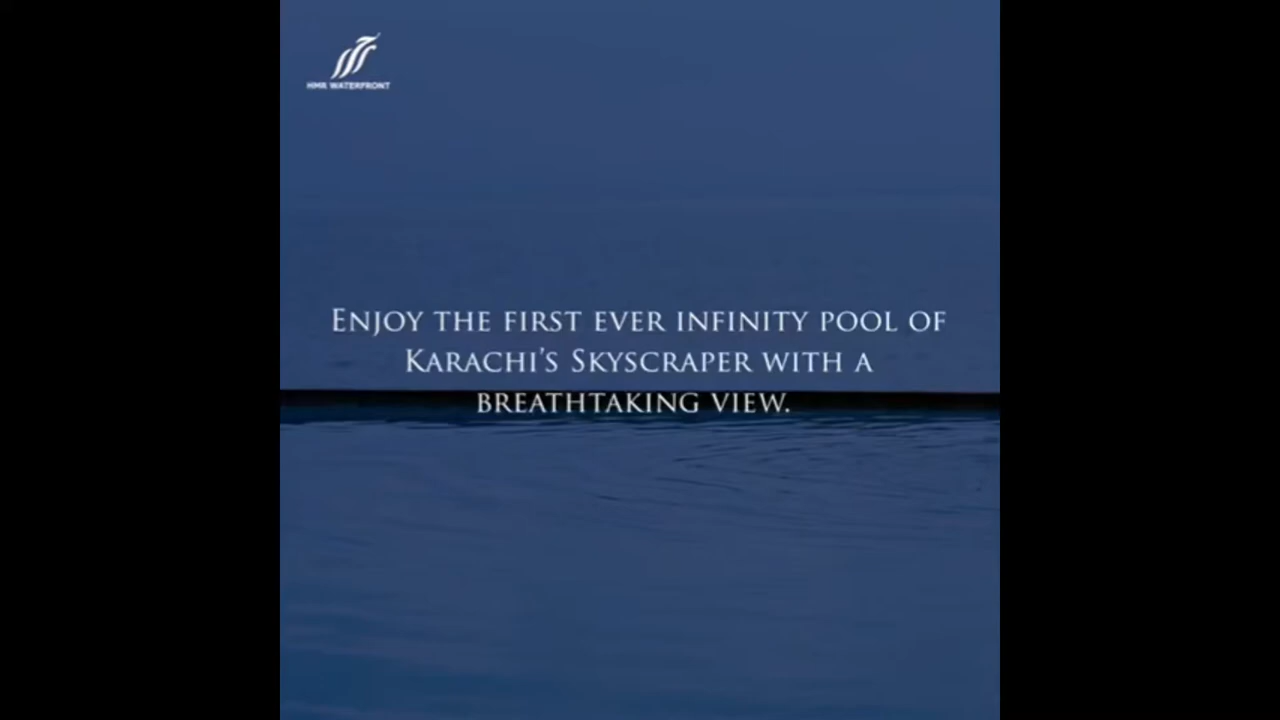 HMR WATERFRONT
Enjoy the first ever infinity pool of
Karachi's Skyscraper with a
breathtaking view.